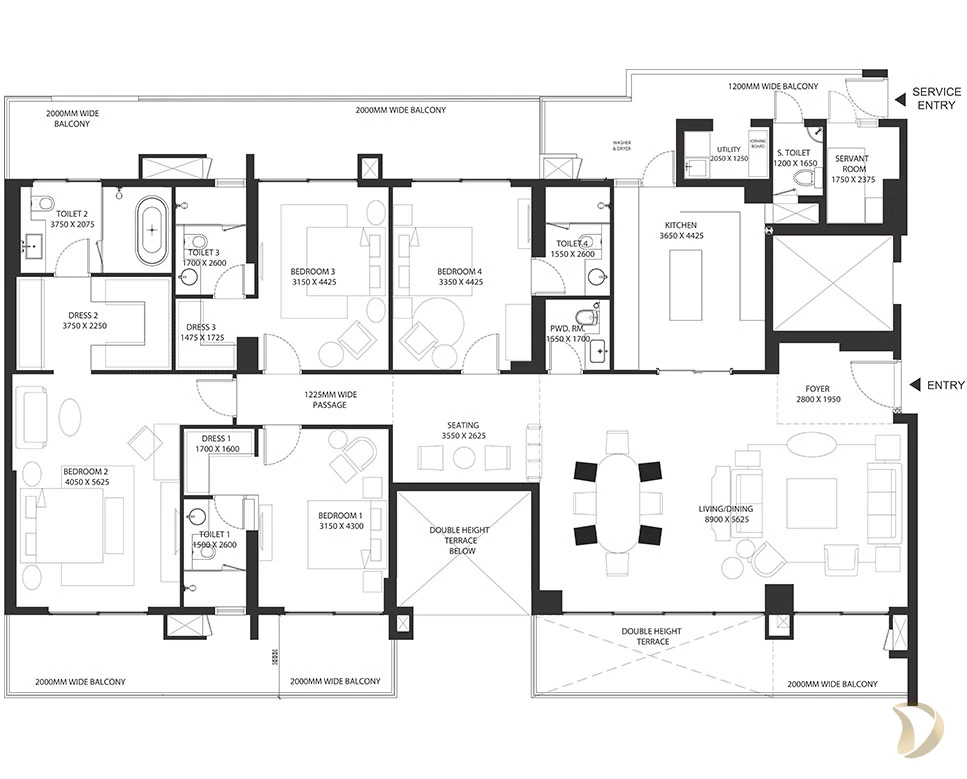 1200MM WIDE BALCONY
SERVICE
ENTRY
2000MM WIDE
BALCONY
2000MM WIDE BALCONY
WASHER
& DRYER
UTILITY
2050 X 1250
IORNING
BOARD
S. TOILET
1200 X 1650
SERVANT
ROOM
1750 X 2375
TOILET 2
3750 X 2075
TOILET 3
1700 X 2600
BEDROOM 3
3150 X 4425
BEDROOM 4
3350 X 4425
TOILET 4
1550 X 2600
KITCHEN
3650 X 4425
DRESS 2
3750 X 2250
DRESS 3
1475 X 1725
PWD. RM.
1550 X 1700
1225MM WIDE
PASSAGE
FOYER
2800 X 1950
ENTRY
SEATING
3550 X 2625
DRESS 1
1700 X 1600
BEDROOM 2
4050 X 5625
BEDROOM 1
3150 X 4300
TOILET 1
1500 X 2600
DOUBLE HEIGHT
TERRACE
BELOW
LIVING/DINING
8900 X 5625
DOUBLE HEIGHT
TERRACE
2000MM WIDE BALCONY
2000MM WIDE BALCONY
2000MM WIDE BALCONY